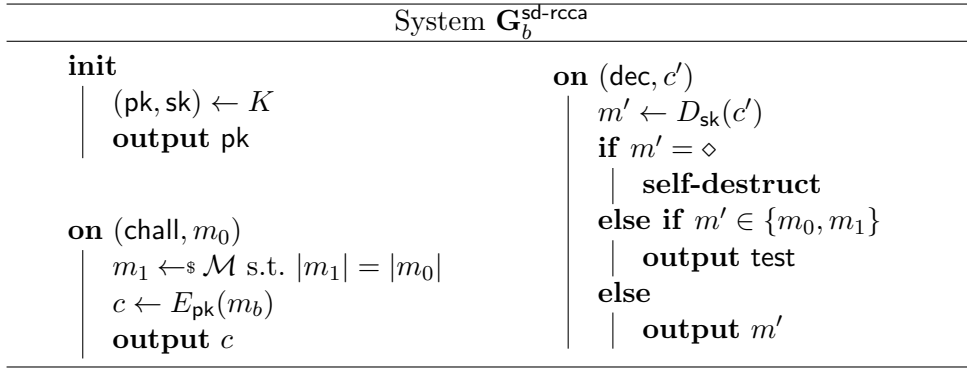 System G_b^{sd-rcca}
init
(pk, sk) ← K
output pk
on (chall, m_0)
m_1 ←$ ℳ s.t. |m_1| = |m_0|
c ← E_pk(m_b)
output c
on (dec, c′)
m′ ← D_sk(c′)
if m′ = ⋄
self-destruct
else if m′ ∈ {m_0, m_1}
output test
else
output m′